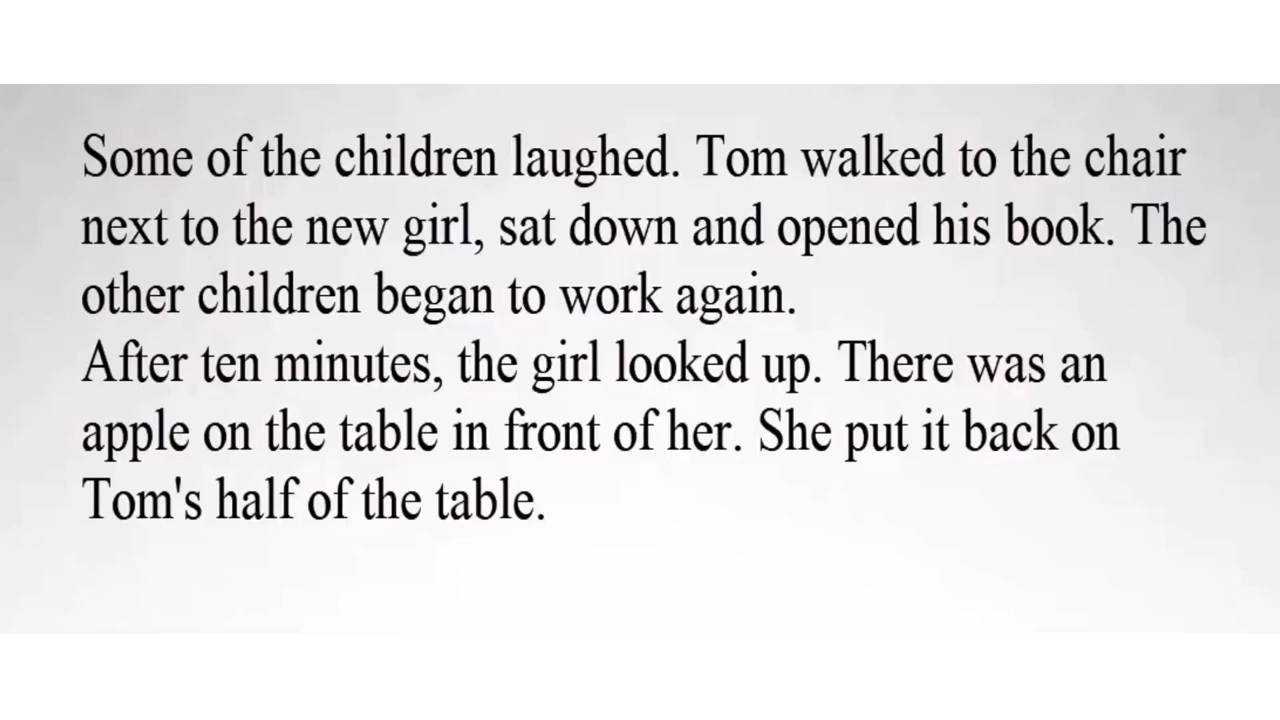 Some of the children laughed. Tom walked to the chair
next to the new girl, sat down and opened his book. The
other children began to work again.
After ten minutes, the girl looked up. There was an
apple on the table in front of her. She put it back on
Tom's half of the table.